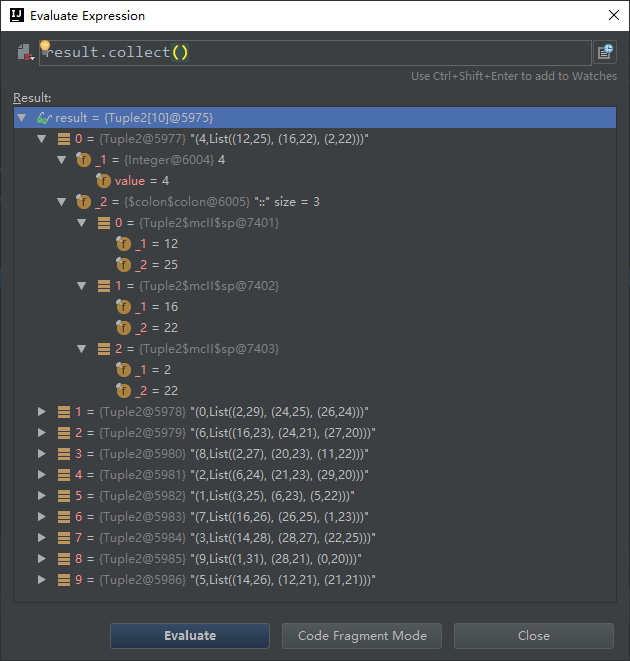 Evaluate Expression
result.collect()
Use Ctrl+Shift+Enter to add to Watches
Result:
result = {Tuple2[10]@5975}
0 = {Tuple2@5977} "(4,List((12,25), (16,22), (2,22)))"
_1 = {Integer@6004} 4
value = 4
_2 = {$colon$colon@6005} "::" size = 3
0 = {Tuple2$mcII$sp@7401}
_1 = 12
_2 = 25
1 = {Tuple2$mcII$sp@7402}
_1 = 16
_2 = 22
2 = {Tuple2$mcII$sp@7403}
_1 = 2
_2 = 22
1 = {Tuple2@5978} "(0,List((2,29), (24,25), (26,24)))"
2 = {Tuple2@5979} "(6,List((16,23), (24,21), (27,20)))"
3 = {Tuple2@5980} "(8,List((2,27), (20,23), (11,22)))"
4 = {Tuple2@5981} "(2,List((6,24), (21,23), (29,20)))"
5 = {Tuple2@5982} "(1,List((3,25), (6,23), (5,22)))"
6 = {Tuple2@5983} "(7,List((16,26), (26,25), (1,23)))"
7 = {Tuple2@5984} "(3,List((14,28), (28,27), (22,25)))"
8 = {Tuple2@5985} "(9,List((1,31), (28,21), (0,20)))"
9 = {Tuple2@5986} "(5,List((14,26), (12,21), (21,21)))"
Evaluate
Code Fragment Mode
Close